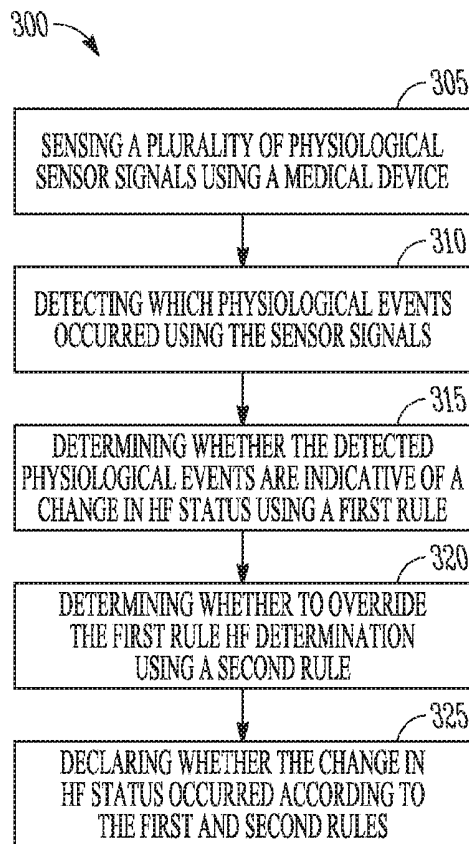 300
305
SENSING A PLURALITY OF PHYSIOLOGICAL
SENSOR SIGNALS USING A MEDICAL DEVICE
310
DETECTING WHICH PHYSIOLOGICAL EVENTS
OCCURRED USING THE SENSOR SIGNALS
315
DETERMINING WHETHER THE DETECTED
PHYSIOLOGICAL EVENTS ARE INDICATIVE OF A
CHANGE IN HF STATUS USING A FIRST RULE
320
DETERMINING WHETHER TO OVERRIDE
THE FIRST RULE HF DETERMINATION
USING A SECOND RULE
325
DECLARING WHETHER THE CHANGE IN
HF STATUS OCCURRED ACCORDING TO
THE FIRST AND SECOND RULES